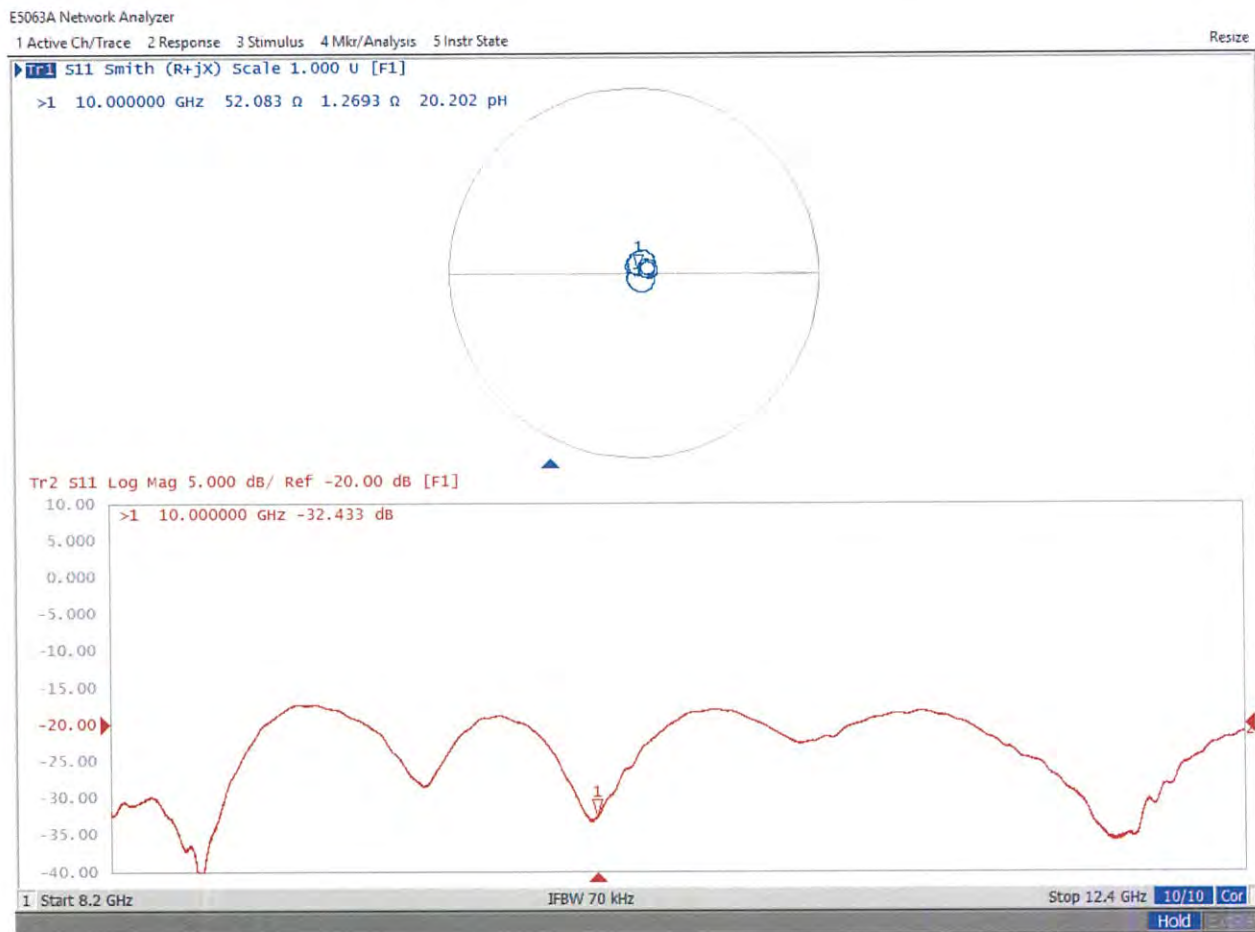 E5063A Network Analyzer
1 Active Ch/Trace 2 Response 3 Stimulus 4 Mkr/Analysis 5 Instr State Resize
Tr1 S11 Smith (R+jX) Scale 1.000 U [F1]
>1 10.000000 GHz 52.083 Ω 1.2693 Ω 20.202 pH
1
Tr2 S11 Log Mag 5.000 dB/ Ref -20.00 dB [F1]
10.00
>1 10.000000 GHz -32.433 dB
5.000
0.000
-5.000
-10.00
-15.00
-20.00
-25.00
-30.00
1
-35.00
-40.00
1 Start 8.2 GHz IFBW 70 kHz Stop 12.4 GHz 10/10 Cor
Hold